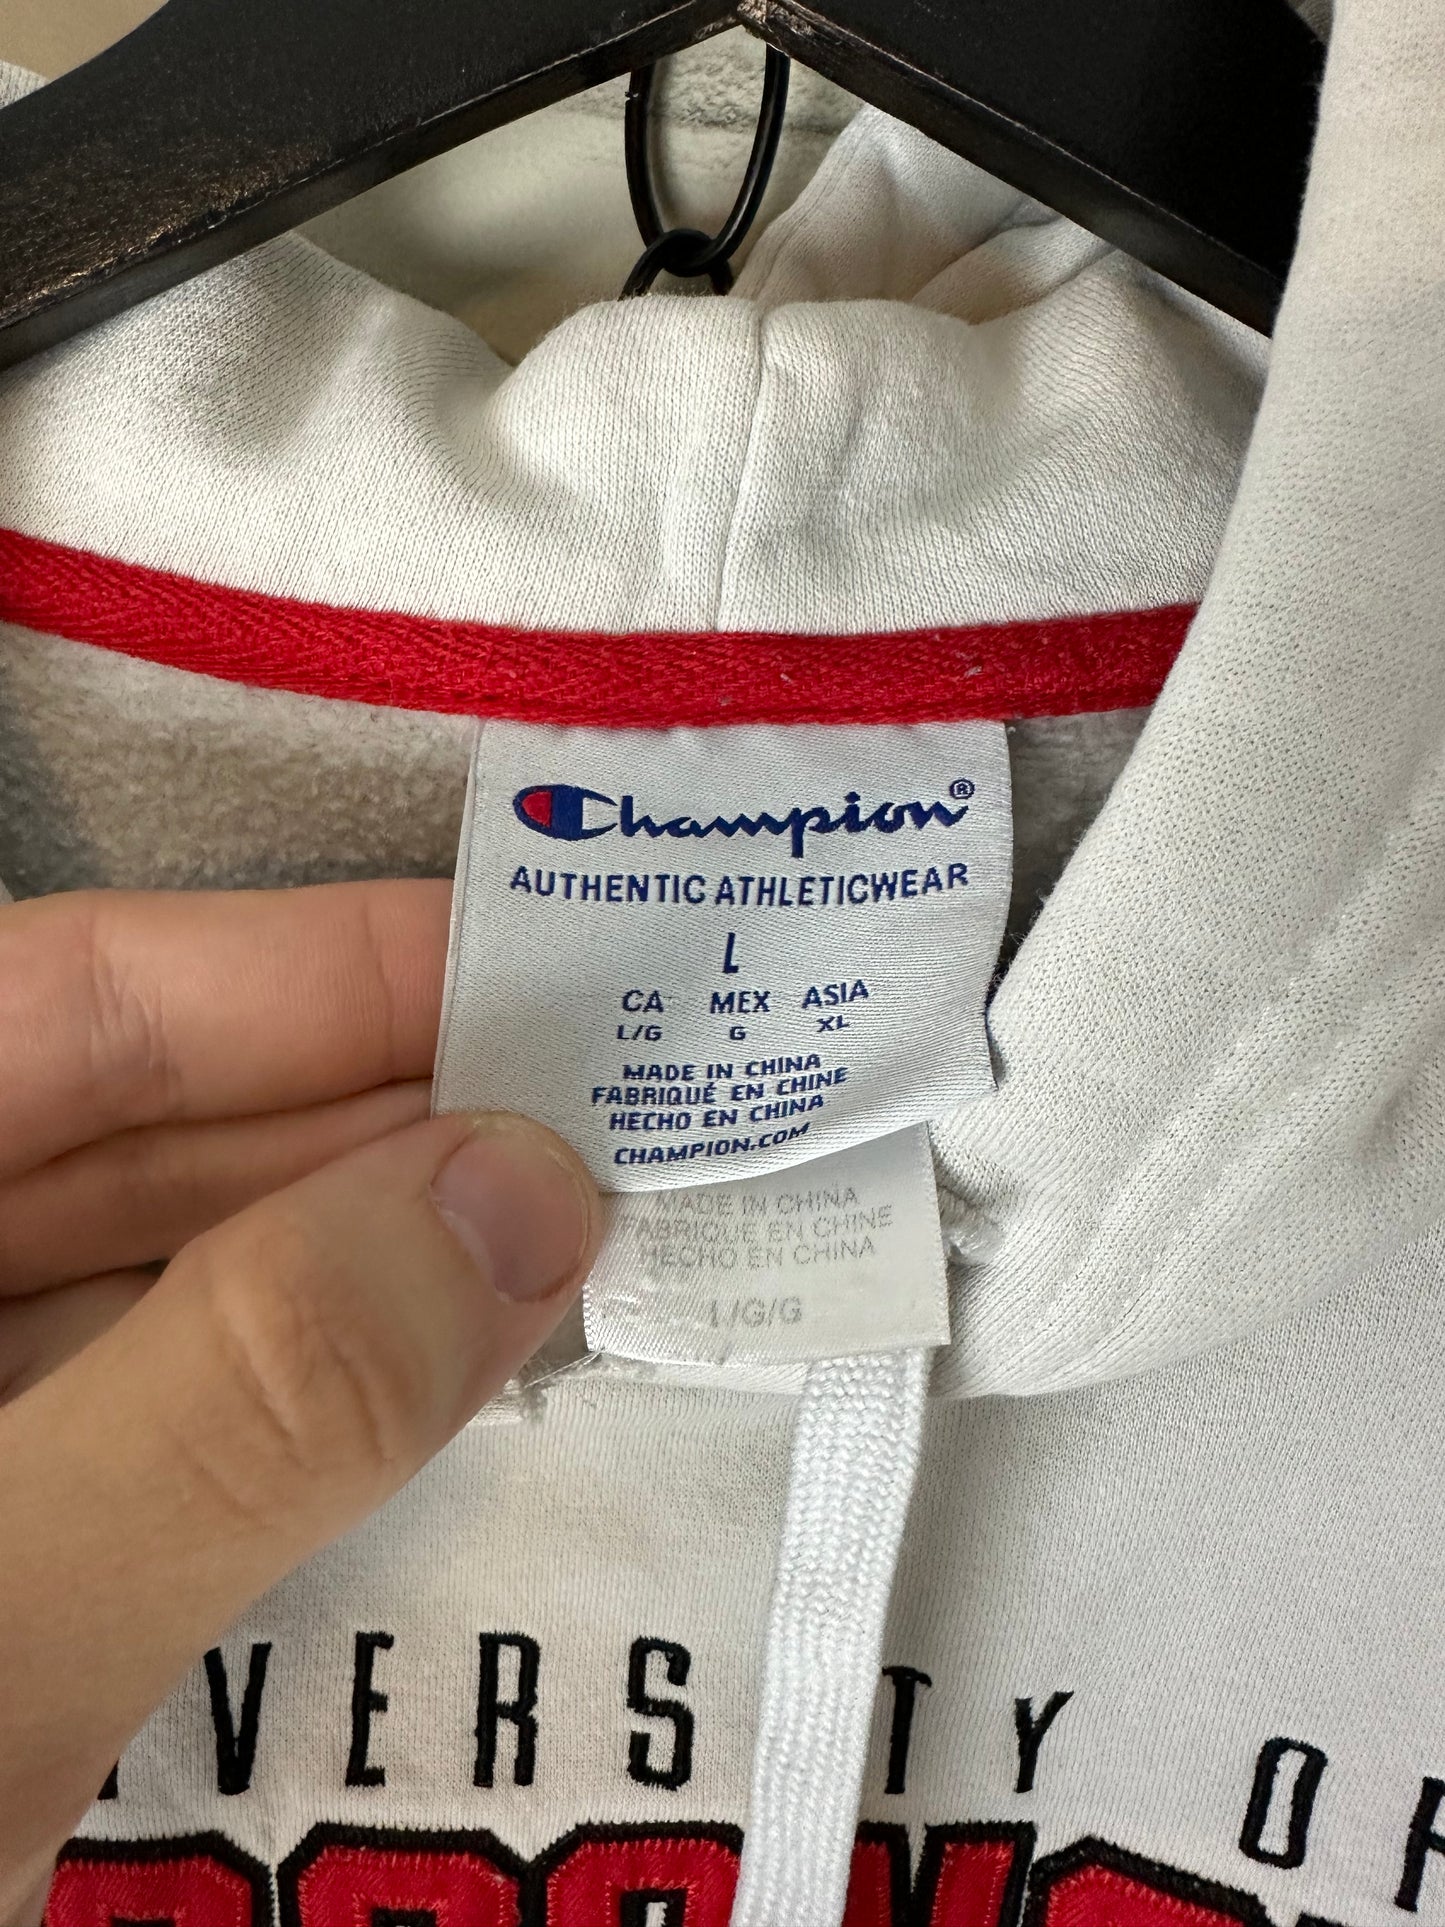 Champion®
AUTHENTIC ATHLETICWEAR
L
CA MEX ASIA
L/G G XL
MADE IN CHINA
FABRIQUÉ EN CHINE
HECHO EN CHINA
CHAMPION.COM
MADE IN CHINA
FABRIQUE EN CHINE
HECHO EN CHINA
L/G/G
VERSITY OF